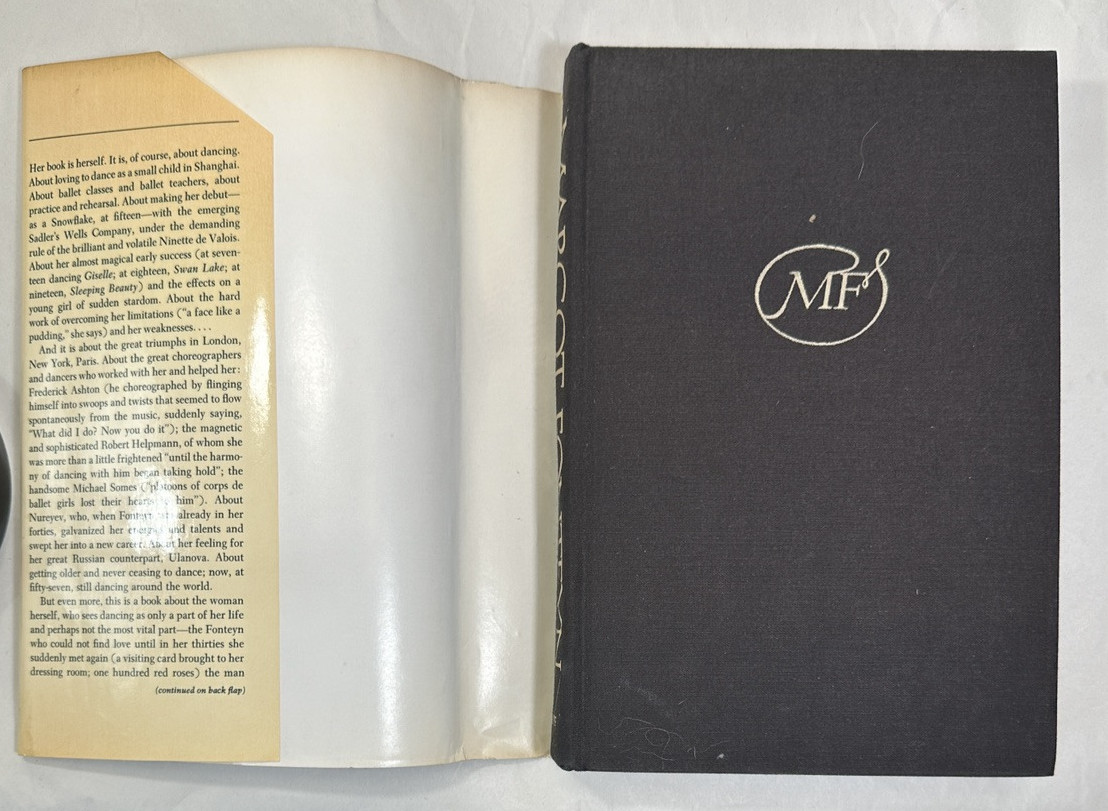 Her book is herself. It is, of course, about dancing.
About loving to dance as a small child in Shanghai.
About ballet classes and ballet teachers, about
practice and rehearsal. About making her debut—
as a Snowflake, at fifteen—with the emerging
Sadler's Wells Company, under the demanding
rule of the brilliant and volatile Ninette de Valois.
About her almost magical early success (at seven-
teen dancing Giselle; at eighteen, Swan Lake; at
nineteen, Sleeping Beauty) and the effects on a
young girl of sudden stardom. About the hard
work of overcoming her limitations ("a face like a
pudding," she says) and her weaknesses....
And it is about the great triumphs in London,
New York, Paris. About the great choreographers
and dancers who worked with her and helped her:
Frederick Ashton (he choreographed by flinging
himself into swoops and twists that seemed to flow
spontaneously from the music, suddenly saying,
"What did I do? Now you do it"); the magnetic
and sophisticated Robert Helpmann, of whom she
was more than a little frightened "until the harmo-
ny of dancing with him began taking hold"; the
handsome Michael Somes ("platoons of corps de
ballet girls lost their hearts to him"). About
Nureyev, who, when Fonteyn was already in her
forties, galvanized her energies and talents and
swept her into a new career. About her feeling for
her great Russian counterpart, Ulanova. About
getting older and never ceasing to dance; now, at
fifty-seven, still dancing around the world.
But even more, this is a book about the woman
herself, who sees dancing as only a part of her life
and perhaps not the most vital part—the Fonteyn
who could not find love until in her thirties she
suddenly met again (a visiting card brought to her
dressing room; one hundred red roses) the man
(continued on back flap)
MARGOT FONTEYN
MF